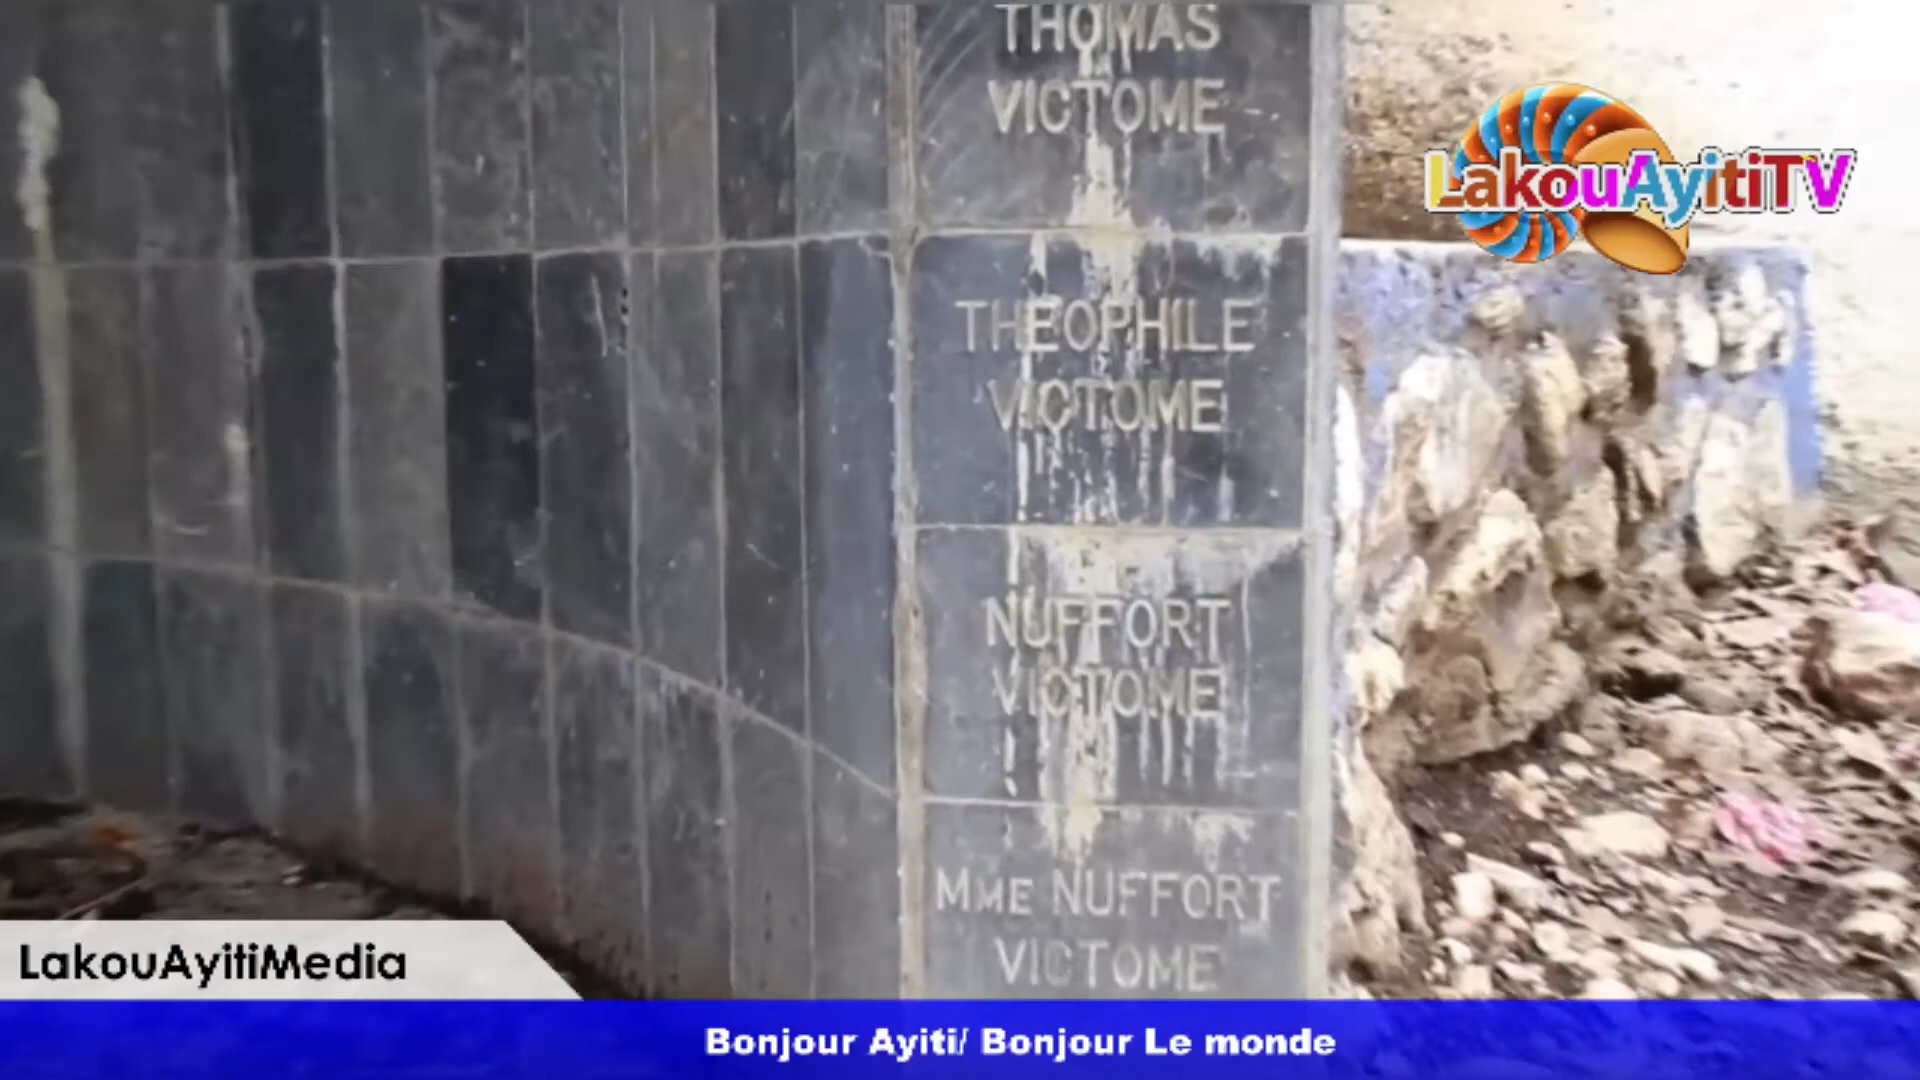 THOMAS
VICTOME
LakouAyitiTV
THEOPHILE
VICTOME
NUFFORT
VICTOME
MME NUFFORT
VICTOME
LakouAyitiMedia
Bonjour Ayiti/ Bonjour Le monde